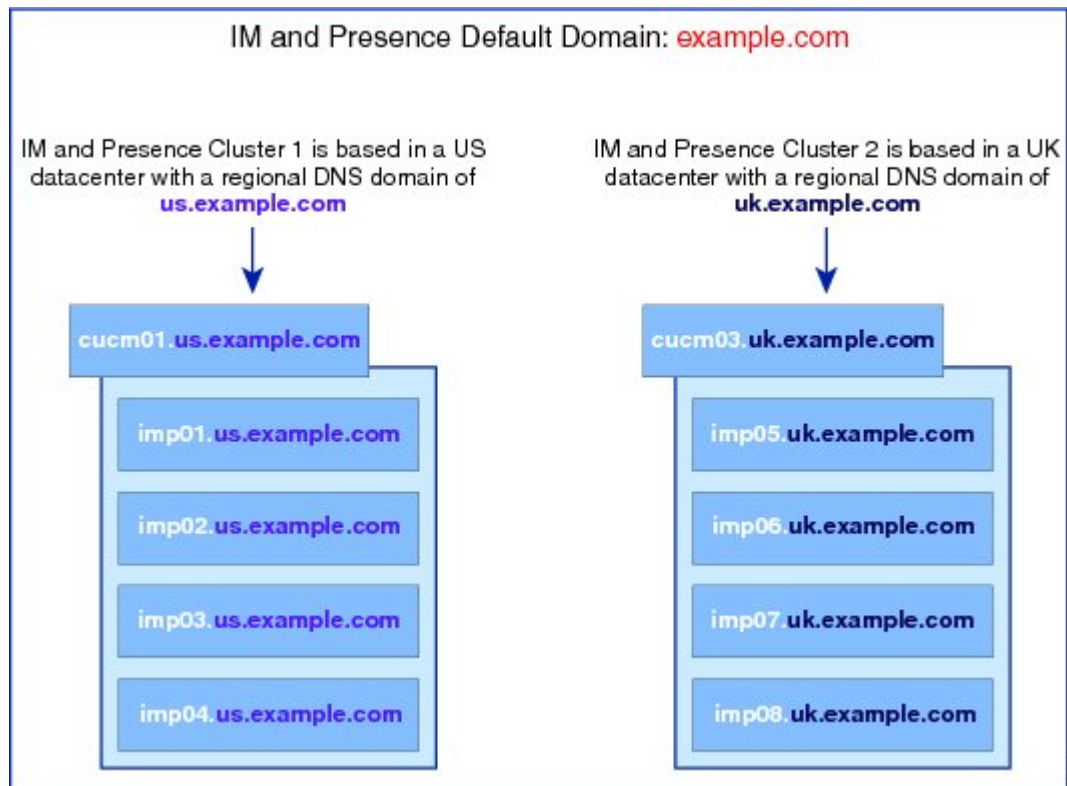 IM and Presence Default Domain: example.com
IM and Presence Cluster 1 is based in a US
datacenter with a regional DNS domain of
us.example.com
cucm01.us.example.com
imp01.us.example.com
imp02.us.example.com
imp03.us.example.com
imp04.us.example.com
IM and Presence Cluster 2 is based in a UK
datacenter with a regional DNS domain of
uk.example.com
cucm03.uk.example.com
imp05.uk.example.com
imp06.uk.example.com
imp07.uk.example.com
imp08.uk.example.com